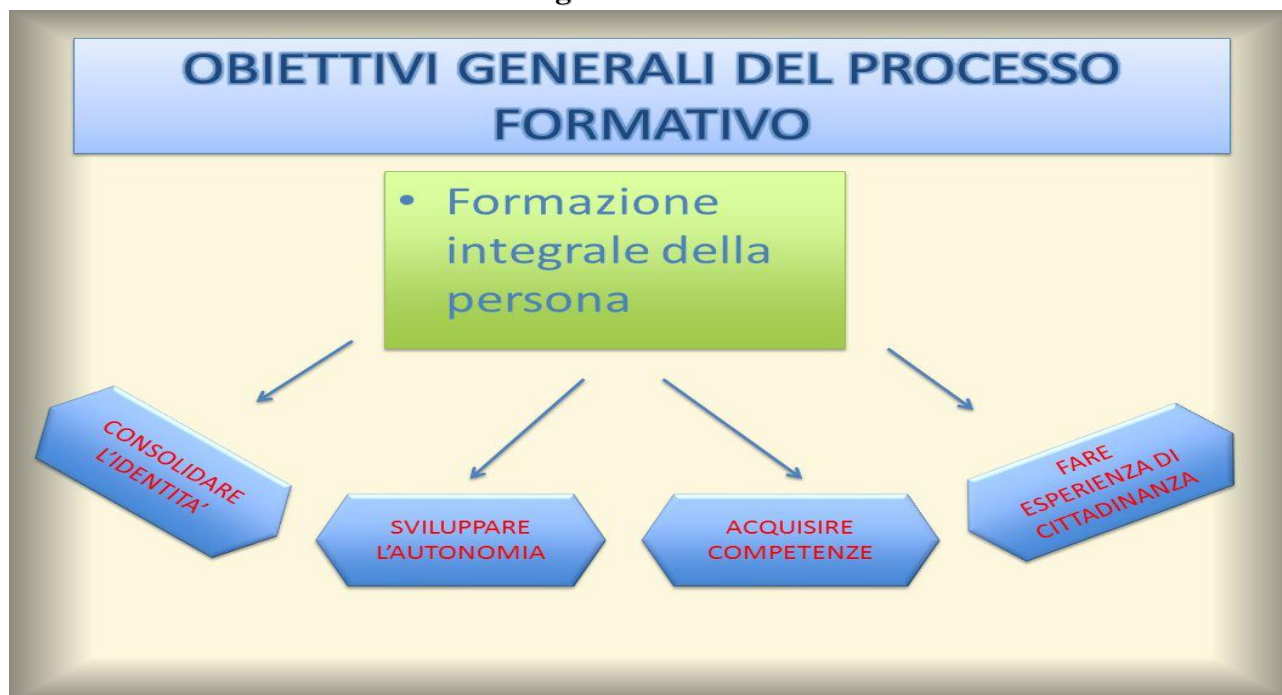 OBIETTIVI GENERALI DEL PROCESSO
FORMATIVO
• Formazione
integrale della
persona
CONSOLIDARE
L'IDENTITA'
SVILUPPARE
L'AUTONOMIA
ACQUISIRE
COMPETENZE
FARE
ESPERIENZA DI
CITTADINANZA